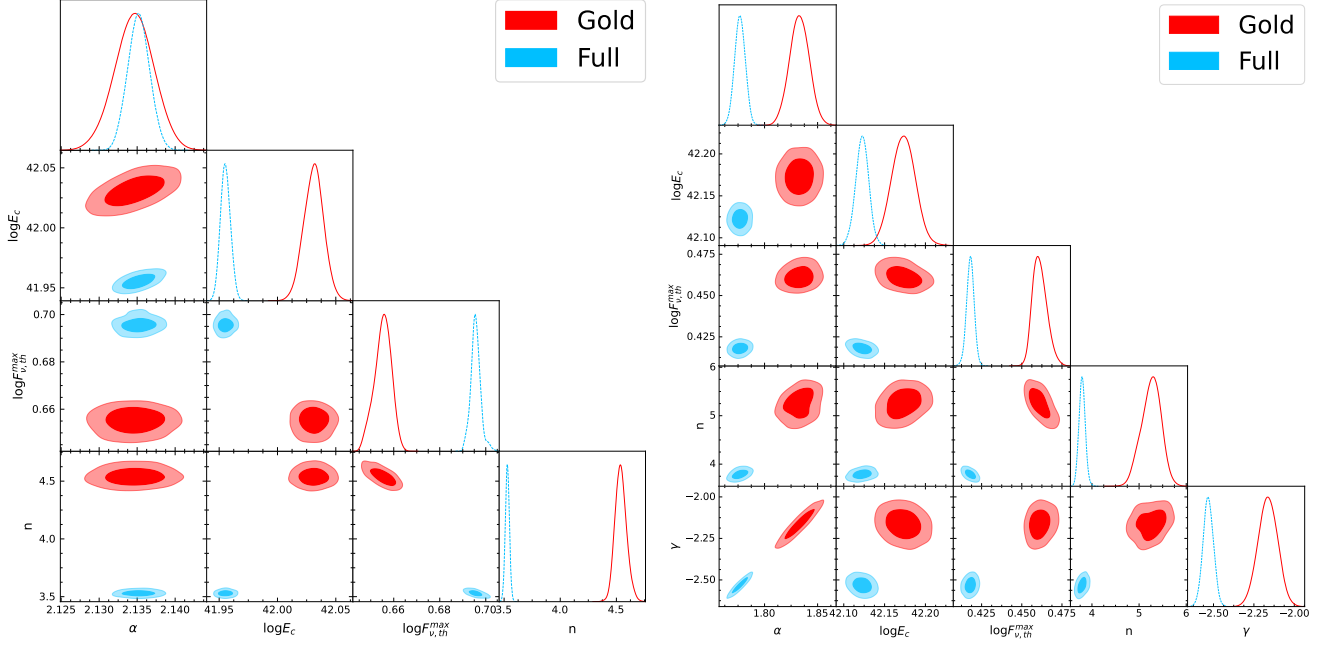 Gold
Full
42.05
42.00
41.95
logE_c
0.70
0.68
0.66
logF^{max}_{ν, th}
4.5
4.0
3.5
n
2.125 2.130 2.135 2.140
α
41.95 42.00 42.05
logE_c
0.66 0.68 0.70
logF^{max}_{ν, th}
3.5 4.0 4.5
n
Gold
Full
42.20
42.15
42.10
logE_c
0.475
0.450
0.425
logF^{max}_{ν, th}
6
5
4
n
−2.00
−2.25
−2.50
γ
1.80 1.85
α
42.10 42.15 42.20
logE_c
0.425 0.450 0.475
logF^{max}_{ν, th}
4 5 6
n
−2.50 −2.25 −2.00
γ